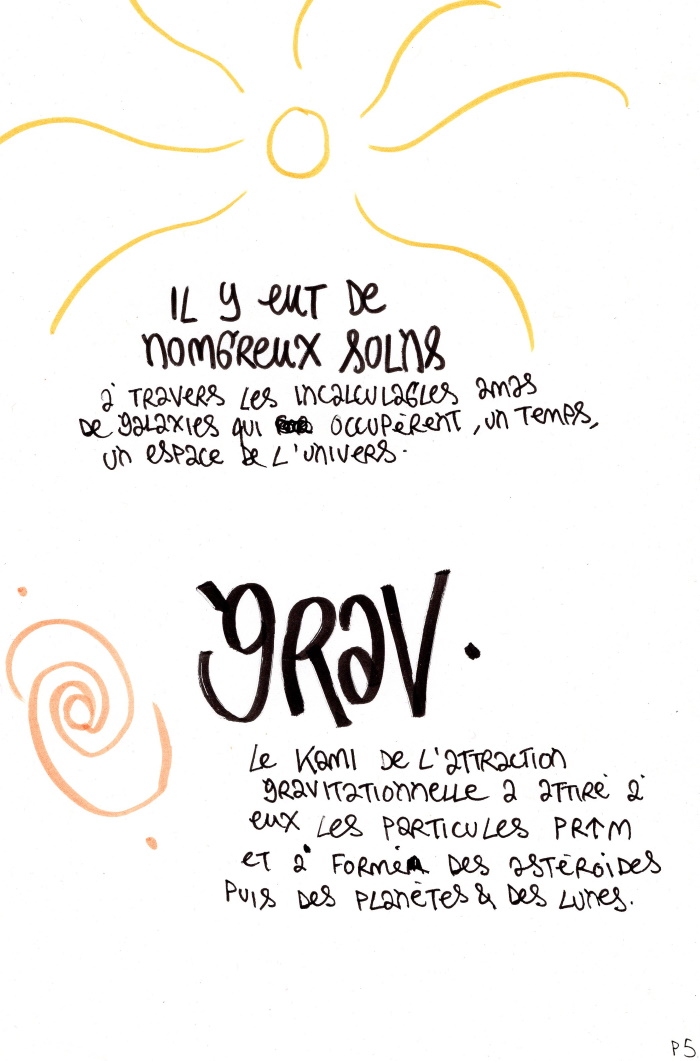 IL y eut De
nomBreux SOLNS
à Travers Les incalculables amas
De galaxies qui occupèrent, un Temps,
un espace De L'univers.
grav.
Le Kami De L'attraction
gravitationnelle a attiré à
eux Les particules PR↑M
et à Formé Des astéroïdes
Puis Des Planètes & Des Lunes.
P5